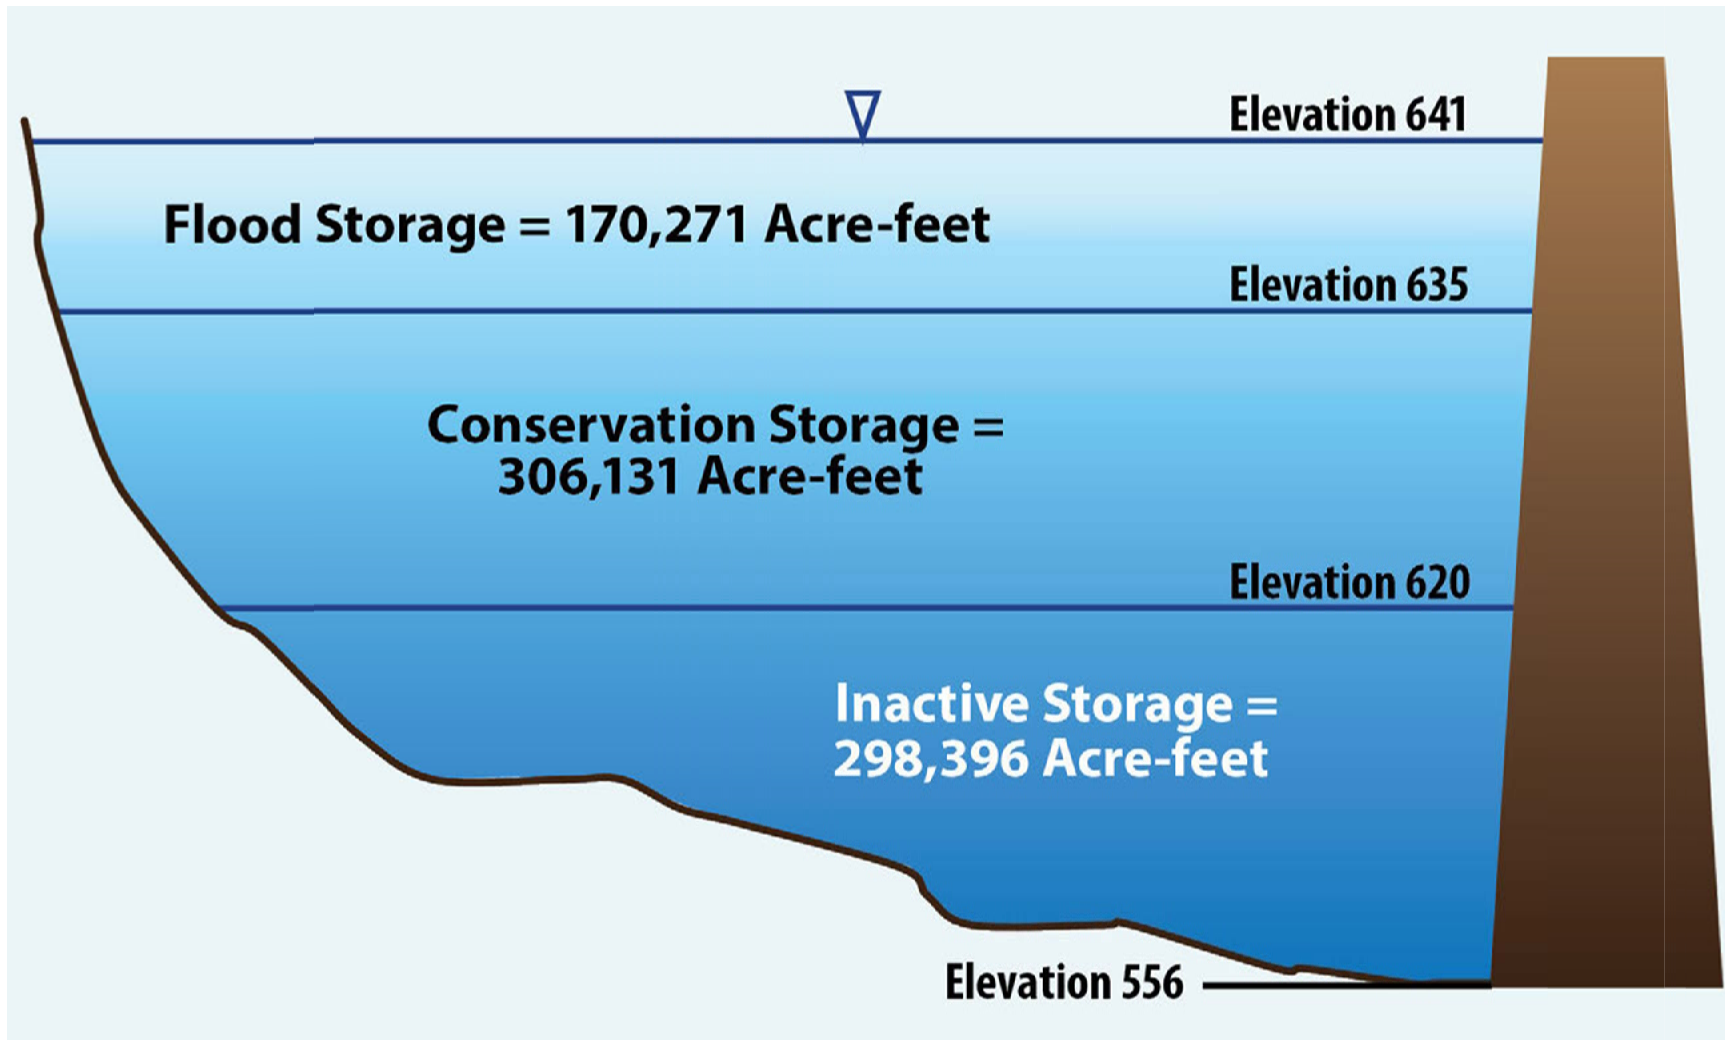 Elevation 641
Flood Storage = 170,271 Acre-feet
Elevation 635
Conservation Storage =
306,131 Acre-feet
Elevation 620
Inactive Storage =
298,396 Acre-feet
Elevation 556